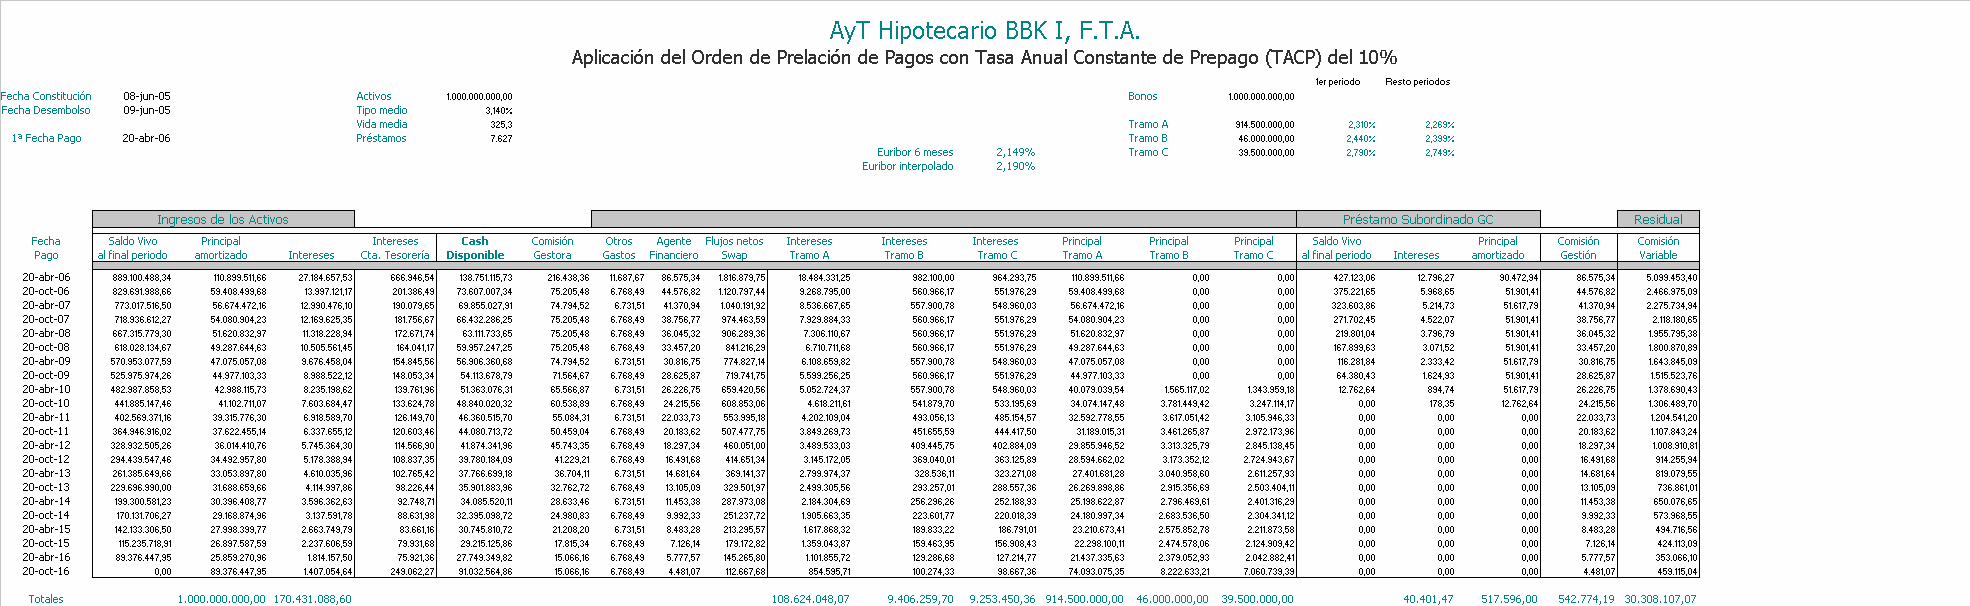 AyT Hipotecario BBK I, F.T.A.
Aplicación del Orden de Prelación de Pagos con Tasa Anual Constante de Prepago (TACP) del 10%
1er periodo Resto periodos
Fecha Constitución 08-jun-05 Activos 1.000.000.000,00 Bonos 1.000.000.000,00
Fecha Desembolso 09-jun-05 Tipo medio 3,140%
Vida media 325,3 Tramo A 914.500.000,00 2,310% 2,269%
1ª Fecha Pago 20-abr-06 Préstamos 7.627 Tramo B 46.000.000,00 2,440% 2,399%
Euribor 6 meses 2,149% Tramo C 39.500.000,00 2,790% 2,749%
Euribor interpolado 2,190%
Ingresos de los Activos Préstamo Subordinado GC Residual
Fecha Saldo Vivo Principal Intereses Cash Comisión Otros Agente Flujos netos Intereses Intereses Intereses Principal Principal Principal Saldo Vivo Principal Comisión Comisión
Pago al final periodo amortizado Intereses Cta. Tesorería Disponible Gestora Gastos Financiero Swap Tramo A Tramo B Tramo C Tramo A Tramo B Tramo C al final periodo Intereses amortizado Gestión Variable
20-abr-06 889.100.488,34 110.899.511,66 27.184.657,53 666.946,54 138.751.115,73 216.438,36 11.687,67 86.575,34 1.816.879,75 18.484.331,25 982.100,00 964.293,75 110.899.511,66 0,00 0,00 427.123,06 12.796,27 90.472,94 86.575,34 5.099.453,40
20-oct-06 829.691.988,66 59.408.499,68 13.997.121,17 201.386,49 73.607.007,34 75.205,48 6.768,49 44.576,82 1.120.797,44 9.268.795,00 560.966,17 551.976,29 59.408.499,68 0,00 0,00 375.221,65 5.968,65 51.901,41 44.576,82 2.466.975,09
20-abr-07 773.017.516,50 56.674.472,16 12.990.476,10 190.079,65 69.855.027,91 74.794,52 6.731,51 41.370,94 1.040.191,92 8.536.667,65 557.900,78 548.960,03 56.674.472,16 0,00 0,00 323.603,86 5.214,73 51.617,79 41.370,94 2.275.734,94
20-oct-07 718.936.612,27 54.080.904,23 12.169.625,35 181.756,67 66.432.286,25 75.205,48 6.768,49 38.756,77 974.463,59 7.929.884,33 560.966,17 551.976,29 54.080.904,23 0,00 0,00 271.702,45 4.522,07 51.901,41 38.756,77 2.118.180,65
20-abr-08 667.315.779,30 51.620.832,97 11.318.228,94 172.671,74 63.111.733,65 75.205,48 6.768,49 36.045,32 906.289,36 7.306.110,67 560.966,17 551.976,29 51.620.832,97 0,00 0,00 219.801,04 3.796,79 51.901,41 36.045,32 1.955.795,38
20-oct-08 618.028.134,67 49.287.644,63 10.505.561,45 164.041,17 59.957.247,25 75.205,48 6.768,49 33.457,20 841.216,29 6.710.711,68 560.966,17 551.976,29 49.287.644,63 0,00 0,00 167.899,63 3.071,52 51.901,41 33.457,20 1.800.870,89
20-abr-09 570.953.077,59 47.075.057,08 9.676.458,04 154.845,56 56.906.360,68 74.794,52 6.731,51 30.816,75 774.827,14 6.108.659,82 557.900,78 548.960,03 47.075.057,08 0,00 0,00 116.281,84 2.333,42 51.617,79 30.816,75 1.643.845,09
20-oct-09 525.975.974,26 44.977.103,33 8.988.522,12 148.053,34 54.113.678,79 71.564,67 6.768,49 28.625,87 719.741,75 5.599.256,25 560.966,17 551.976,29 44.977.103,33 0,00 0,00 64.380,43 1.624,93 51.901,41 28.625,87 1.515.523,76
20-abr-10 482.987.858,53 42.988.115,73 8.235.198,62 139.761,96 51.363.076,31 65.566,87 6.731,51 26.226,75 659.420,56 5.052.724,37 557.900,78 548.960,03 40.079.039,54 1.565.117,02 1.343.959,18 12.762,64 894,74 51.617,79 26.226,75 1.378.690,43
20-oct-10 441.885.147,46 41.102.711,07 7.603.684,47 133.624,78 48.840.020,32 60.538,89 6.768,49 24.215,56 608.853,06 4.618.211,61 541.879,70 533.195,69 34.074.147,48 3.781.449,42 3.247.114,17 0,00 178,35 12.762,64 24.215,56 1.306.489,70
20-abr-11 402.569.371,16 39.315.776,30 6.918.589,70 126.149,70 46.360.515,70 55.084,31 6.731,51 22.033,73 553.995,18 4.202.109,04 493.056,13 485.154,57 32.592.778,55 3.617.051,42 3.105.946,33 0,00 0,00 0,00 22.033,73 1.204.541,20
20-oct-11 364.946.916,02 37.622.455,14 6.337.655,12 120.603,46 44.080.713,72 50.459,04 6.768,49 20.183,62 507.477,75 3.849.269,73 451.655,59 444.417,50 31.189.015,31 3.461.265,87 2.972.173,96 0,00 0,00 0,00 20.183,62 1.107.843,24
20-abr-12 328.932.505,26 36.014.410,76 5.745.364,30 114.566,90 41.874.341,96 45.743,35 6.768,49 18.297,34 460.051,00 3.489.533,03 409.445,75 402.884,09 29.855.946,52 3.313.325,79 2.845.138,45 0,00 0,00 0,00 18.297,34 1.008.910,81
20-oct-12 294.439.547,46 34.492.957,80 5.178.388,94 108.837,35 39.780.184,09 41.229,21 6.768,49 16.491,68 414.651,34 3.145.172,05 369.040,01 363.125,89 28.594.662,02 3.173.352,12 2.724.943,67 0,00 0,00 0,00 16.491,68 914.255,94
20-abr-13 261.385.649,66 33.053.897,80 4.610.035,96 102.765,42 37.766.699,18 36.704,11 6.731,51 14.681,64 369.141,37 2.799.974,37 328.536,11 323.271,08 27.401.681,28 3.040.958,60 2.611.257,93 0,00 0,00 0,00 14.681,64 819.079,55
20-oct-13 229.696.990,00 31.688.659,66 4.114.997,86 98.226,44 35.901.883,96 32.762,72 6.768,49 13.105,09 329.501,97 2.499.305,56 293.257,01 288.557,36 26.269.898,86 2.915.356,69 2.503.404,11 0,00 0,00 0,00 13.105,09 736.861,01
20-abr-14 199.300.581,23 30.396.408,77 3.596.362,63 92.748,71 34.085.520,11 28.633,46 6.731,51 11.453,38 287.973,08 2.184.304,69 256.296,26 252.188,93 25.198.622,87 2.796.469,61 2.401.316,29 0,00 0,00 0,00 11.453,38 650.076,65
20-oct-14 170.131.706,27 29.168.874,96 3.137.591,78 88.631,98 32.395.098,72 24.980,83 6.768,49 9.992,33 251.237,72 1.905.663,35 223.601,77 220.018,39 24.180.997,34 2.683.536,50 2.304.341,12 0,00 0,00 0,00 9.992,33 573.968,55
20-abr-15 142.133.306,50 27.998.399,77 2.663.749,79 83.661,16 30.745.810,72 21.208,20 6.731,51 8.483,28 213.295,57 1.617.868,32 189.833,22 186.791,01 23.210.673,41 2.575.852,78 2.211.873,58 0,00 0,00 0,00 8.483,28 494.716,56
20-oct-15 115.235.718,91 26.897.587,59 2.237.606,59 79.931,68 29.215.125,86 17.815,34 6.768,49 7.126,14 179.172,82 1.359.043,87 159.463,95 156.908,43 22.298.100,11 2.474.578,06 2.124.909,42 0,00 0,00 0,00 7.126,14 424.113,09
20-abr-16 89.376.447,95 25.859.270,96 1.814.157,50 75.921,36 27.749.349,82 15.066,16 6.768,49 5.777,57 145.265,80 1.101.855,72 129.286,68 127.214,77 21.437.335,63 2.379.052,93 2.042.882,41 0,00 0,00 0,00 5.777,57 353.066,10
20-oct-16 0,00 89.376.447,95 1.407.054,64 249.062,27 91.032.564,86 15.066,16 6.768,49 4.481,07 112.667,68 854.595,71 100.274,33 98.667,36 74.093.077,35 8.222.633,21 7.060.739,39 0,00 0,00 0,00 4.481,07 459.115,04
Totales 1.000.000.000,00 170.431.088,60 108.624.048,07 9.406.259,70 9.253.450,36 914.500.000,00 46.000.000,00 39.500.000,00 40.401,47 517.596,00 542.774,19 30.308.107,07